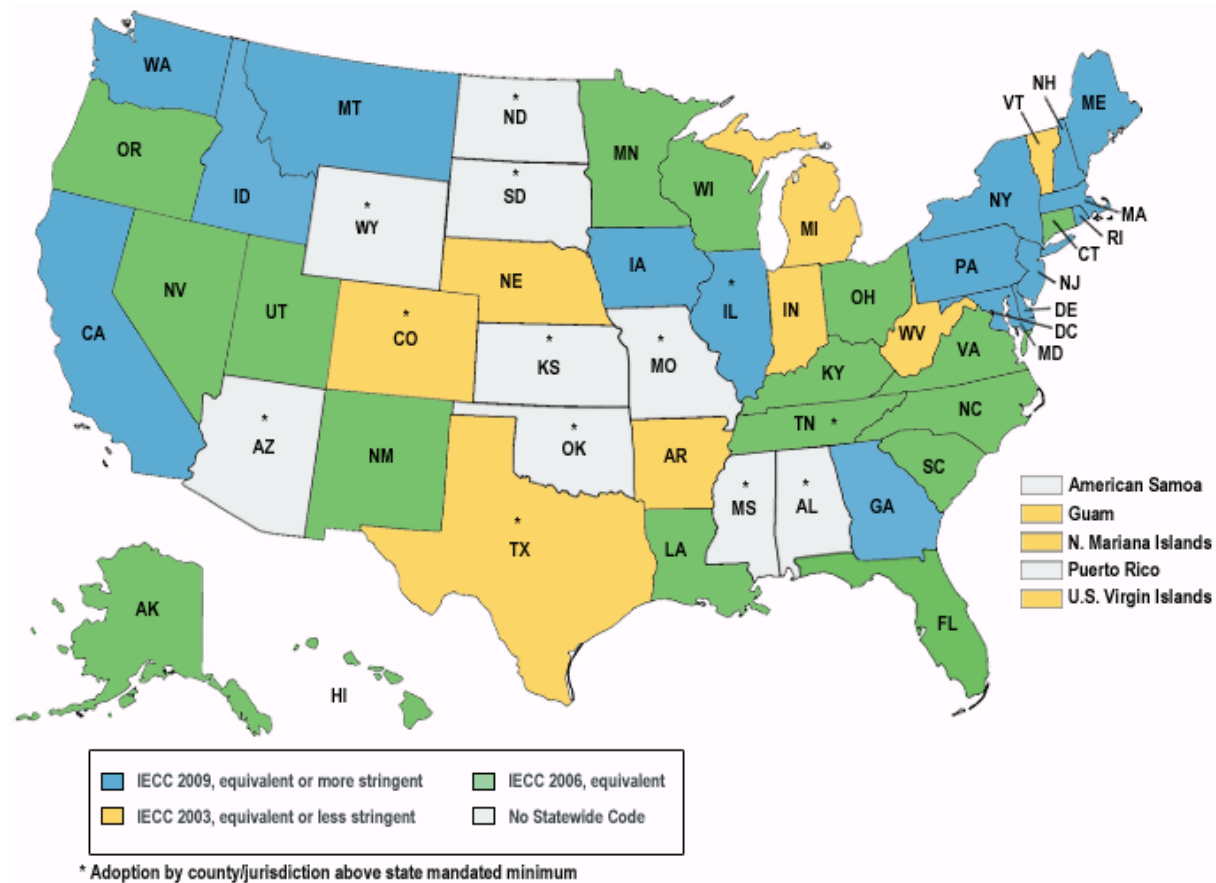 WA
MT
*
ND
MN
VT
NH
ME
OR
ID
*
SD
WI
*
WY
NY
MA
MI
RI
CT
IA
PA
NE
*
IL
NJ
NV
UT
IN
OH
DE
*
CO
WV
DC
CA
VA
MD
*
KS
*
MO
KY
NC
TN *
*
AZ
*
OK
NM
AR
SC
*
MS
*
AL
GA
American Samoa
Guam
*
TX
LA
N. Mariana Islands
Puerto Rico
U.S. Virgin Islands
AK
FL
HI
IECC 2009, equivalent or more stringent
IECC 2006, equivalent
IECC 2003, equivalent or less stringent
No Statewide Code
* Adoption by county/jurisdiction above state mandated minimum